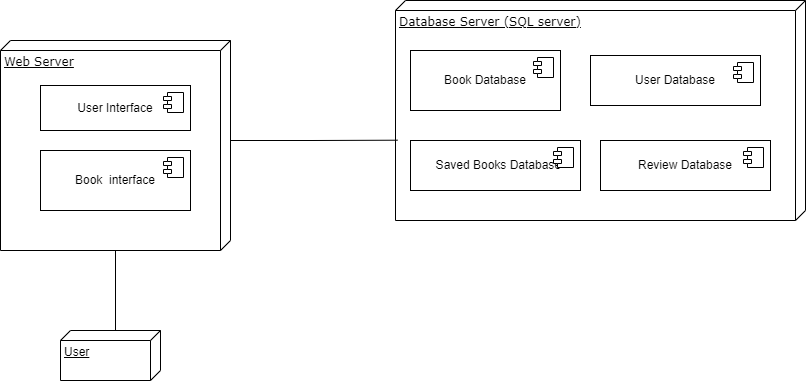 Database Server (SQL server)
Web Server
Book Database
User Database
User Interface
Saved Books Database
Review Database
Book interface
User